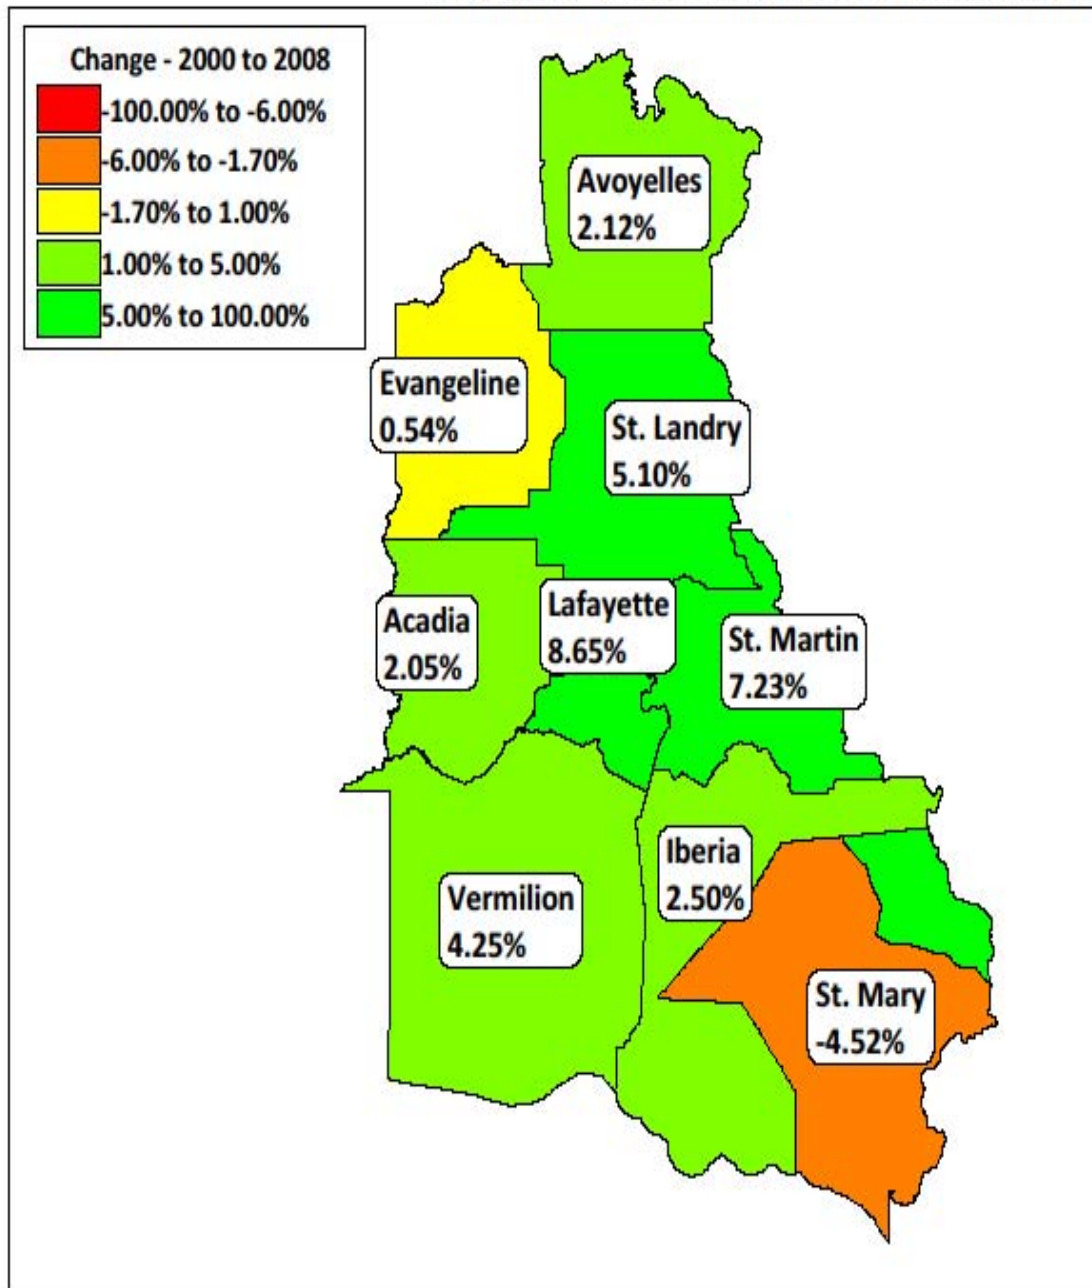 Change - 2000 to 2008
-100.00% to -6.00%
-6.00% to -1.70%
-1.70% to 1.00%
1.00% to 5.00%
5.00% to 100.00%
Avoyelles
2.12%
Evangeline
0.54%
St. Landry
5.10%
Acadia
2.05%
Lafayette
8.65%
St. Martin
7.23%
Vermilion
4.25%
Iberia
2.50%
St. Mary
-4.52%